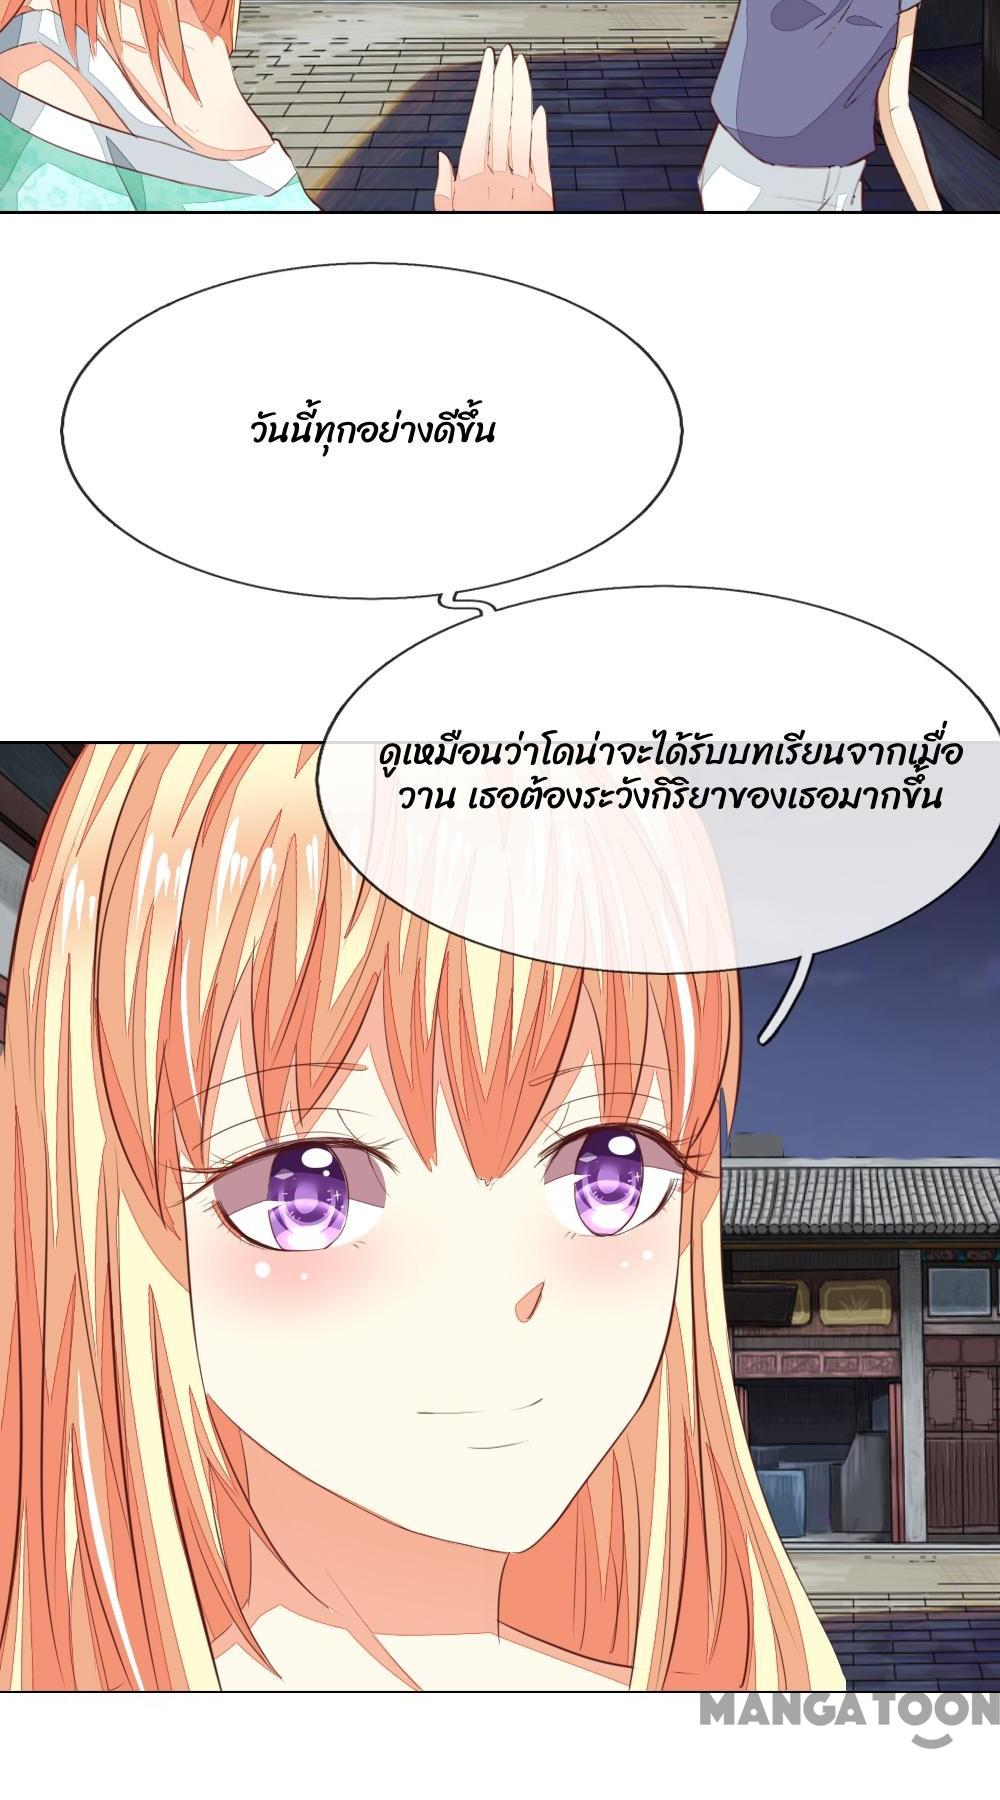 วันนี้ทุกอย่างดีขึ้น
ดูเหมือนว่าโดน่าจะได้รับบทเรียนจากเมื่อ
วาน เธอต้องระวังกิริยาของเธอมากขึ้น
MANGATOON